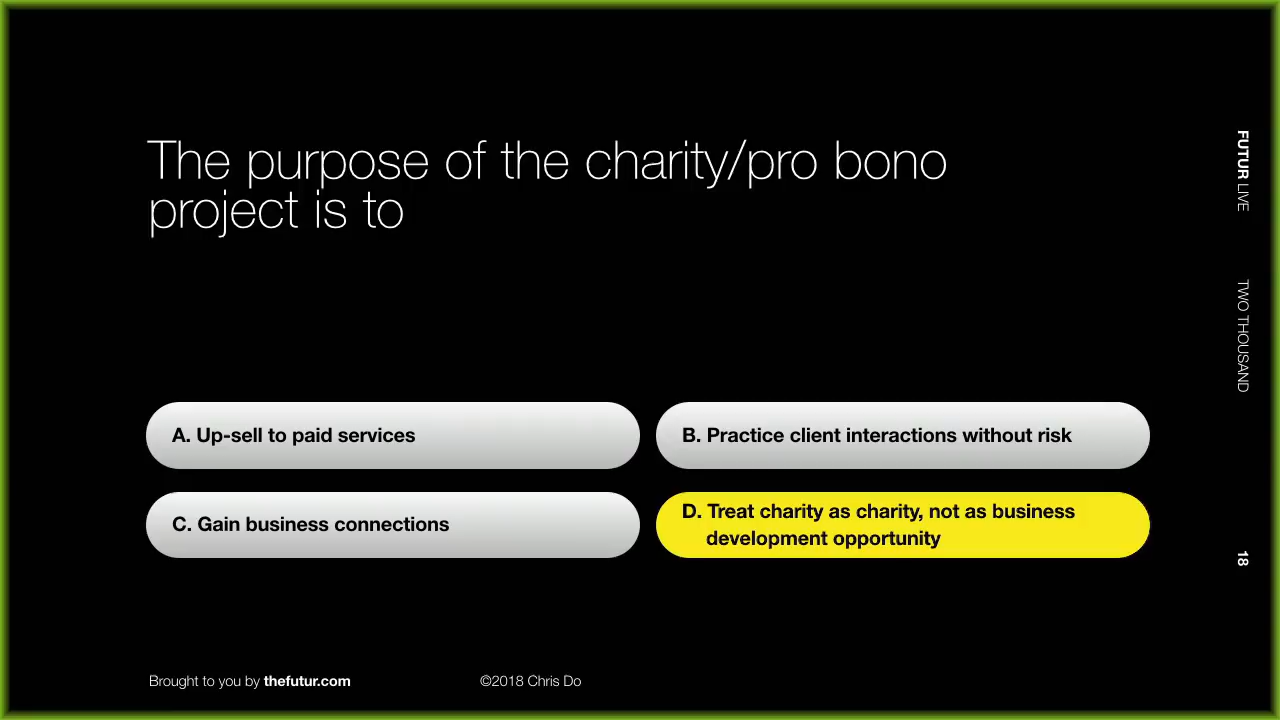 The purpose of the charity/pro bono
project is to
A. Up-sell to paid services
B. Practice client interactions without risk
C. Gain business connections
D. Treat charity as charity, not as business
development opportunity
FUTUR LIVE
TWO THOUSAND
18
Brought to you by thefutur.com
©2018 Chris Do